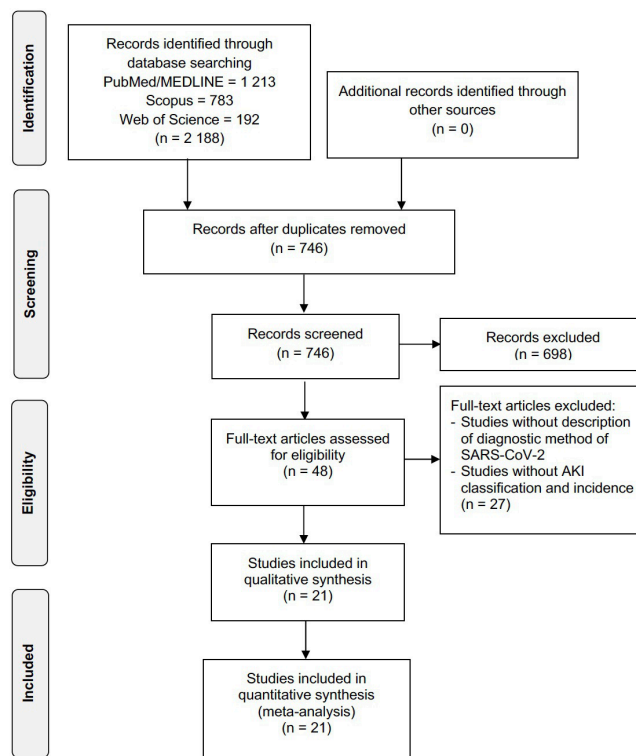 Identification
Records identified through
database searching
PubMed/MEDLINE = 1 213
Scopus = 783
Web of Science = 192
(n = 2 188)
Additional records identified through
other sources
(n = 0)
Screening
Records after duplicates removed
(n = 746)
Records screened
(n = 746)
Records excluded
(n = 698)
Eligibility
Full-text articles assessed
for eligibility
(n = 48)
Full-text articles excluded:
- Studies without description
of diagnostic method of
SARS-CoV-2
- Studies without AKI
classification and incidence
(n = 27)
Studies included in
qualitative synthesis
(n = 21)
Included
Studies included in
quantitative synthesis
(meta-analysis)
(n = 21)